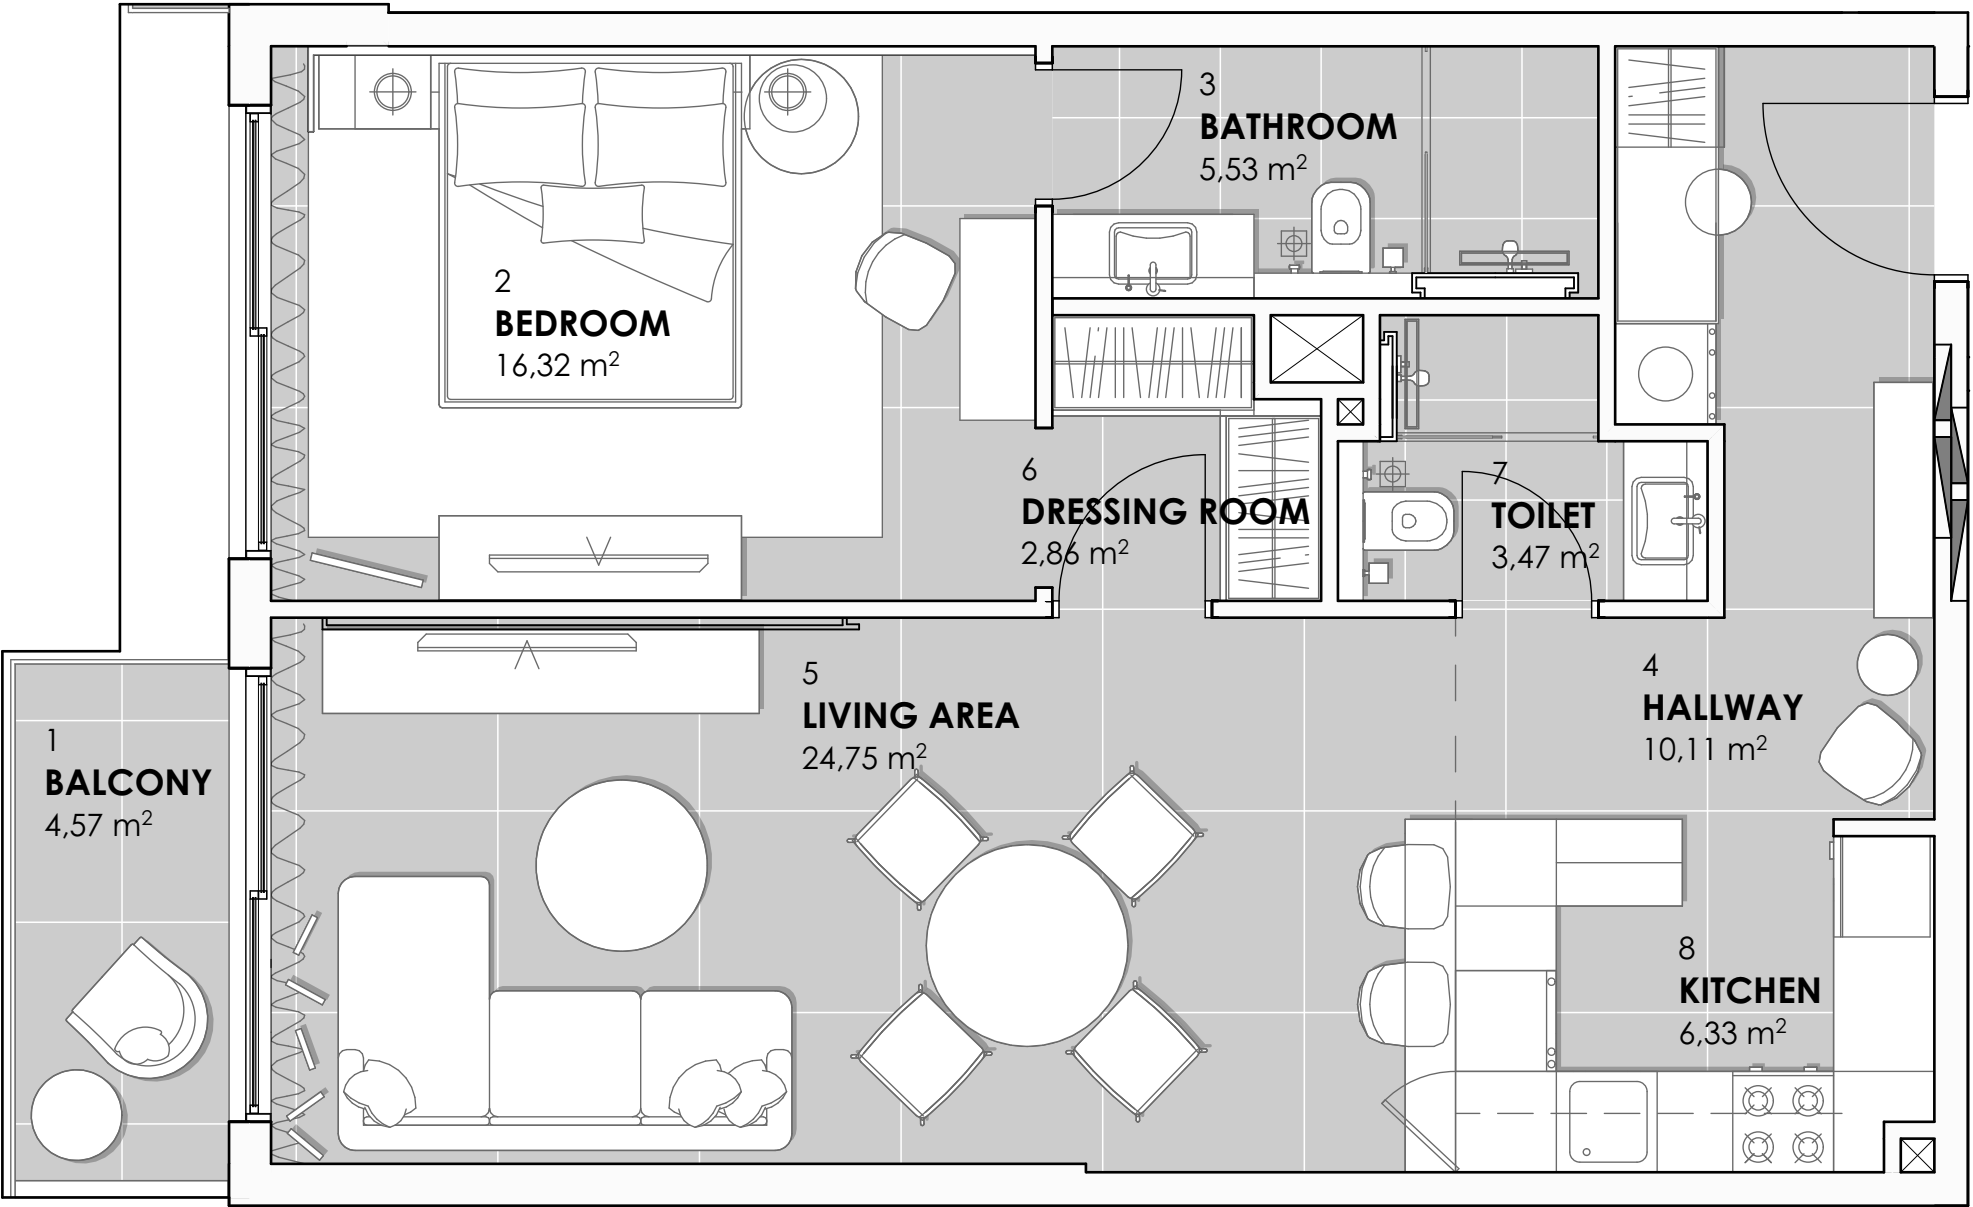 3
BATHROOM
5,53 m²
2
BEDROOM
16,32 m²
6
DRESSING ROOM
2,86 m²
7
TOILET
3,47 m²
5
LIVING AREA
24,75 m²
4
HALLWAY
10,11 m²
1
BALCONY
4,57 m²
8
KITCHEN
6,33 m²